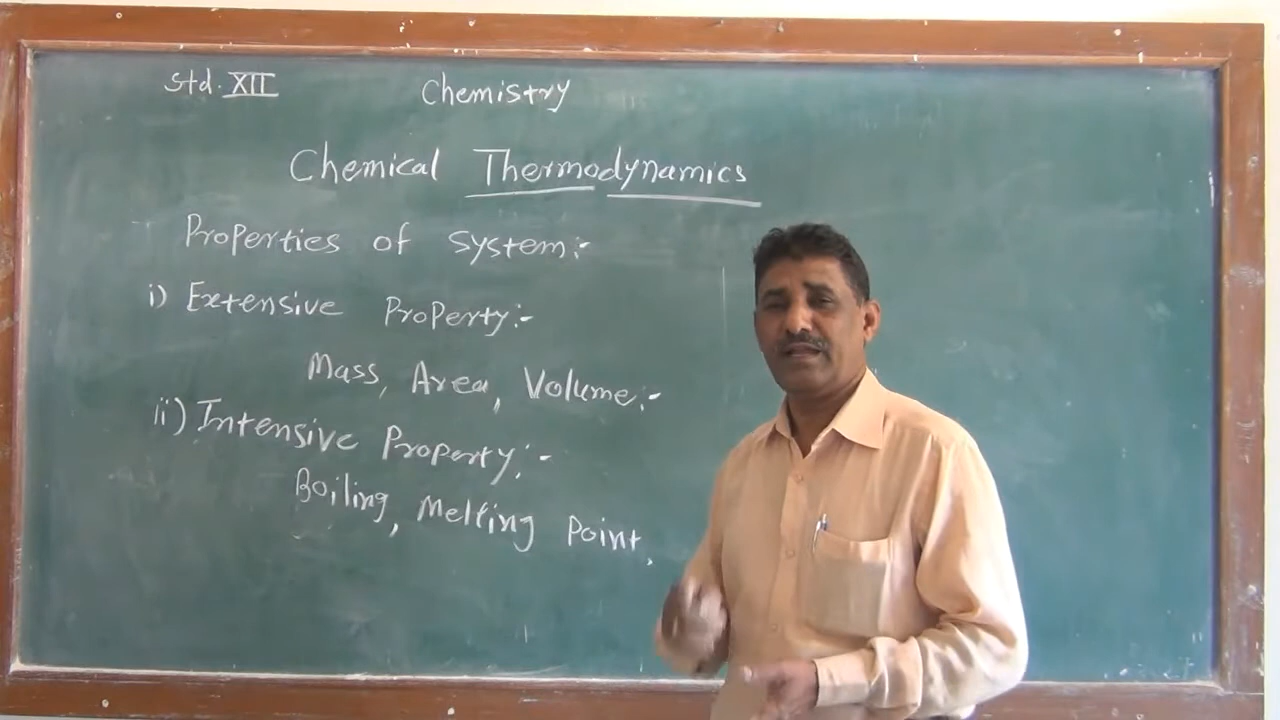 Std. XII
Chemistry
Chemical Thermodynamics
Properties of system:-
i) Extensive Property:-
Mass, Area, Volume:-
ii) Intensive Property:-
Boiling, Melting Point,